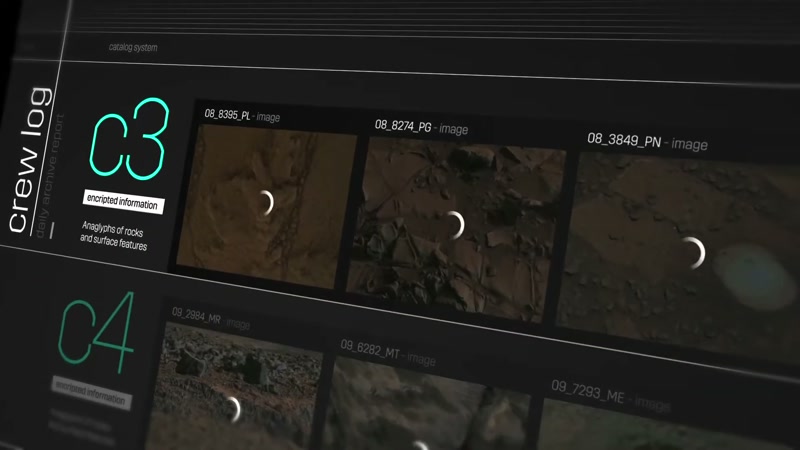 catalog system
crew log
daily archive report
c3
encripted information
Anaglyphs of rocks
and surface features
08_8395_PL - image
08_8274_PG - image
08_3849_PN - image
c4
encripted information
09_2984_MR - image
09_6282_MT - image
09_7293_ME - image